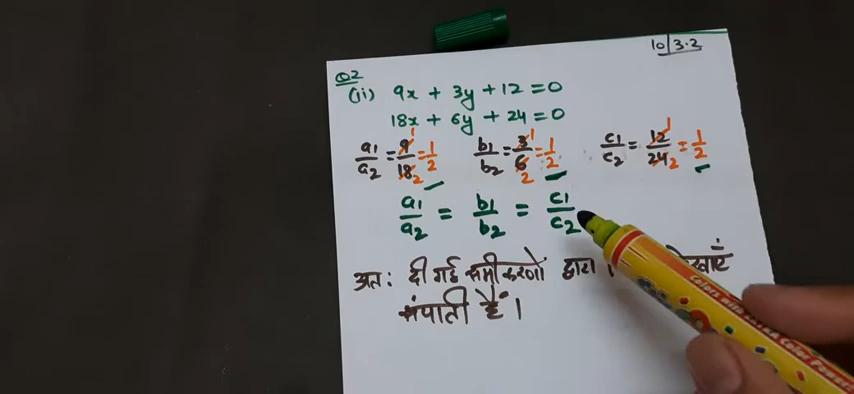 10 | 3.2
Q2
(ii) 9x + 3y + 12 = 0
18x + 6y + 24 = 0
a1/a2 = 9/18 = 1/2 b1/b2 = 3/6 = 1/2 c1/c2 = 12/24 = 1/2
a1/a2 = b1/b2 = c1/c2
अतः दी गई समीकरणो द्वारा
संपाती हैं।